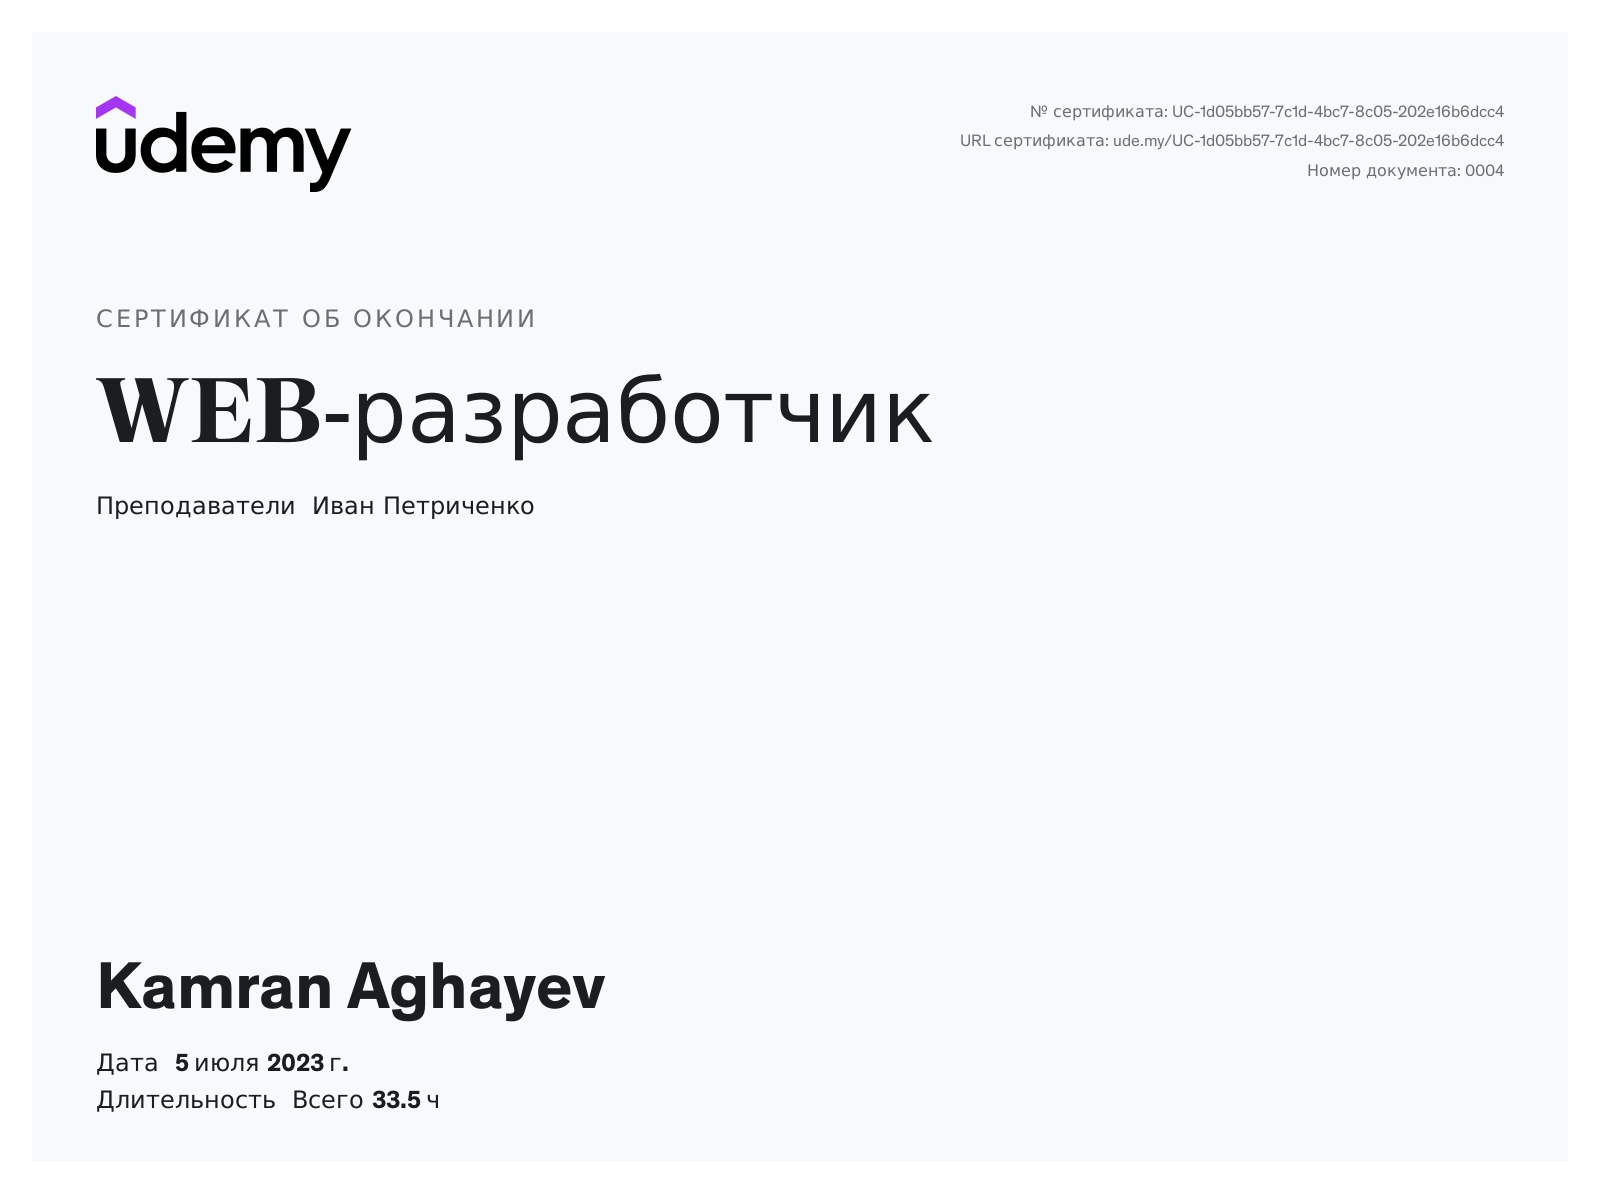 udemy
№ сертификата: UC-1d05bb57-7c1d-4bc7-8c05-202e16b6dcc4
URL сертификата: ude.my/UC-1d05bb57-7c1d-4bc7-8c05-202e16b6dcc4
Номер документа: 0004
СЕРТИФИКАТ ОБ ОКОНЧАНИИ
WEB-разработчик
Преподаватели Иван Петриченко
Kamran Aghayev
Дата 5 июля 2023 г.
Длительность Всего 33.5 ч